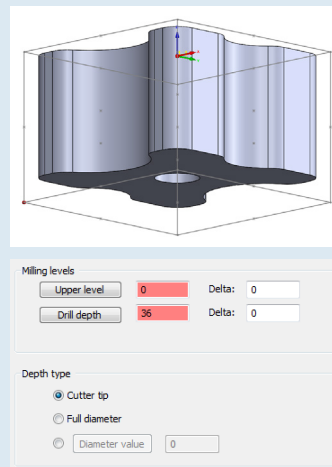 Milling levels
Upper level 0 Delta: 0
Drill depth 36 Delta: 0
Depth type
Cutter tip
Full diameter
Diameter value 0